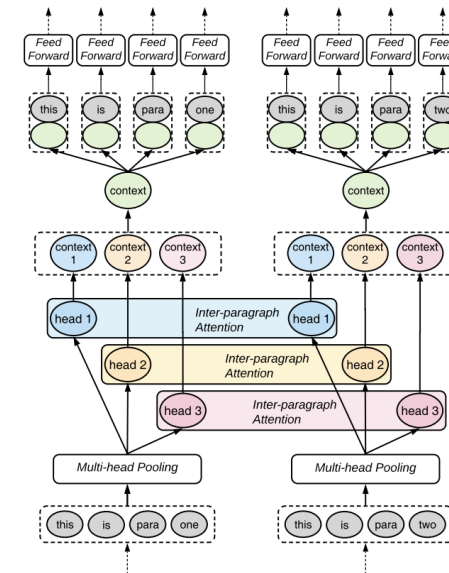 Feed Forward Feed Forward Feed Forward Feed Forward Feed Forward Feed Forward Feed Forward
this is para one this is para two
context context
context 1 context 2 context 3 context 1 context 2 context 3
head 1 Inter-paragraph Attention head 1
head 2 Inter-paragraph Attention head 2
head 3 Inter-paragraph Attention head 3
Multi-head Pooling Multi-head Pooling
this is para one this is para two